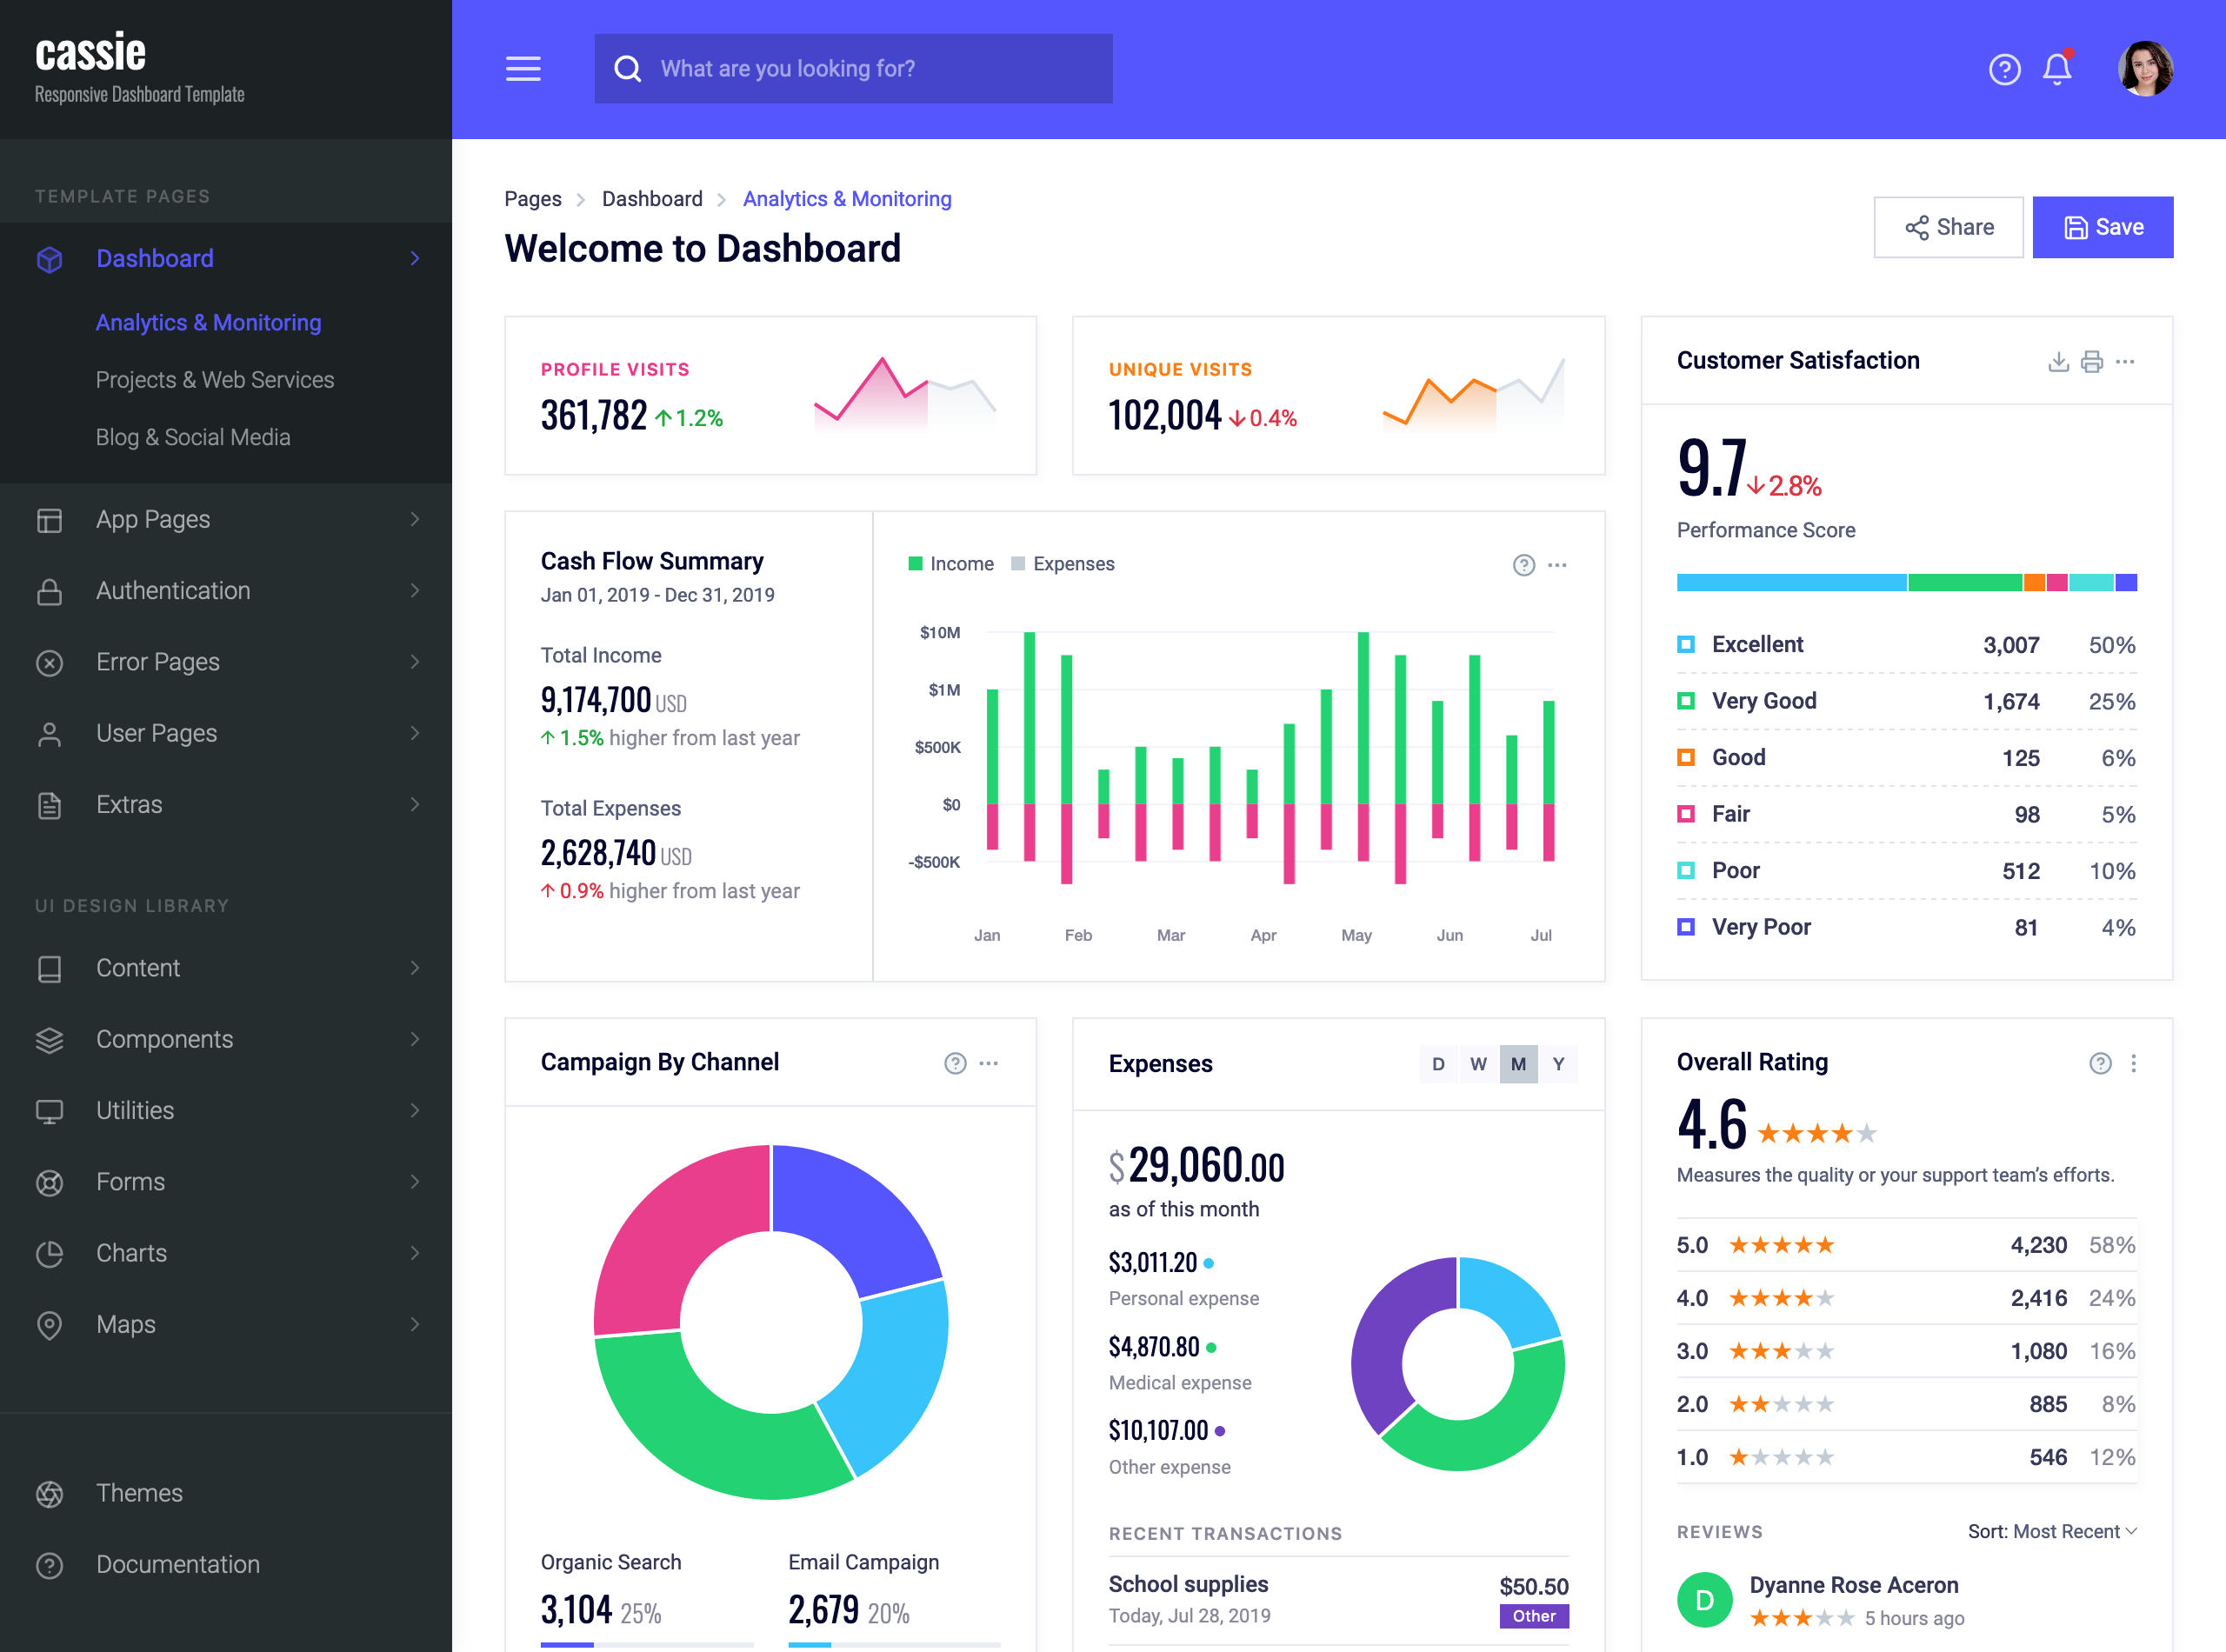 cassie
Responsive Dashboard Template
TEMPLATE PAGES
Dashboard
Analytics & Monitoring
Projects & Web Services
Blog & Social Media
App Pages
Authentication
Error Pages
User Pages
Extras
UI DESIGN LIBRARY
Content
Components
Utilities
Forms
Charts
Maps
Themes
Documentation
What are you looking for?
Pages > Dashboard > Analytics & Monitoring
Welcome to Dashboard
Share
Save
PROFILE VISITS
361,782 ↑1.2%
UNIQUE VISITS
102,004 ↓0.4%
Cash Flow Summary
Jan 01, 2019 - Dec 31, 2019
Total Income
9,174,700 USD
↑ 1.5% higher from last year
Total Expenses
2,628,740 USD
↑ 0.9% higher from last year
Income Expenses
$10M
$1M
$500K
$0
-$500K
Jan Feb Mar Apr May Jun Jul
Customer Satisfaction
9.7 ↓2.8%
Performance Score
Excellent 3,007 50%
Very Good 1,674 25%
Good 125 6%
Fair 98 5%
Poor 512 10%
Very Poor 81 4%
Campaign By Channel
Organic Search
3,104 25%
Email Campaign
2,679 20%
Expenses
D W M Y
$29,060.00
as of this month
$3,011.20
Personal expense
$4,870.80
Medical expense
$10,107.00
Other expense
RECENT TRANSACTIONS
School supplies $50.50
Today, Jul 28, 2019 Other
Overall Rating
4.6 ★★★★★
Measures the quality or your support team's efforts.
5.0 ★★★★★ 4,230 58%
4.0 ★★★★★ 2,416 24%
3.0 ★★★★★ 1,080 16%
2.0 ★★★★★ 885 8%
1.0 ★★★★★ 546 12%
REVIEWS Sort: Most Recent
D Dyanne Rose Aceron
★★★★★ 5 hours ago